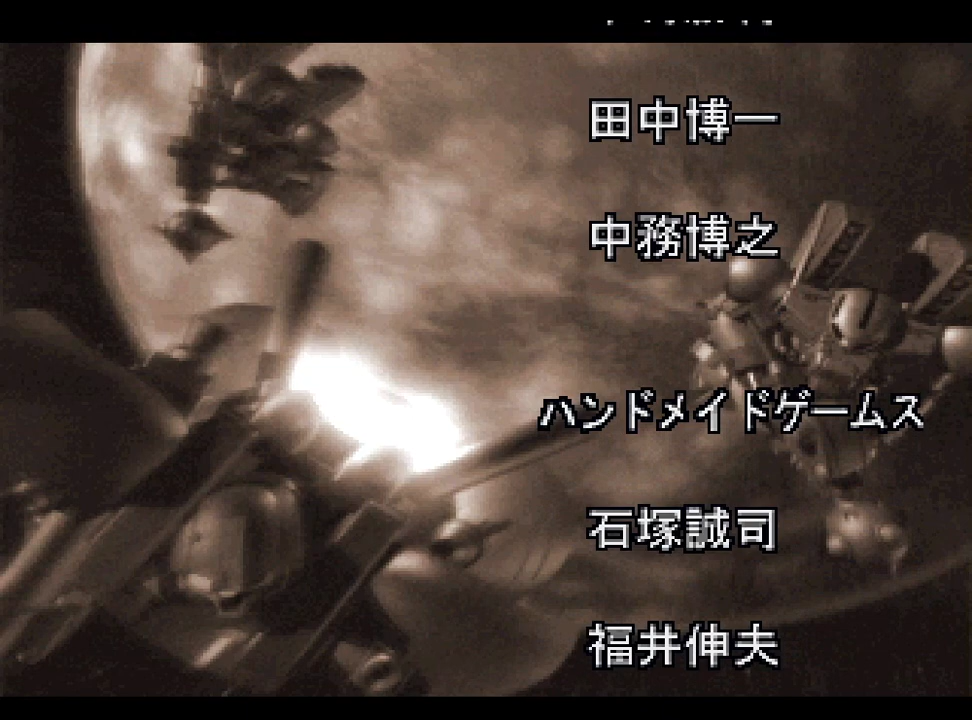 田中博一
中務博之
ハンドメイドゲームス
石塚誠司
福井伸夫